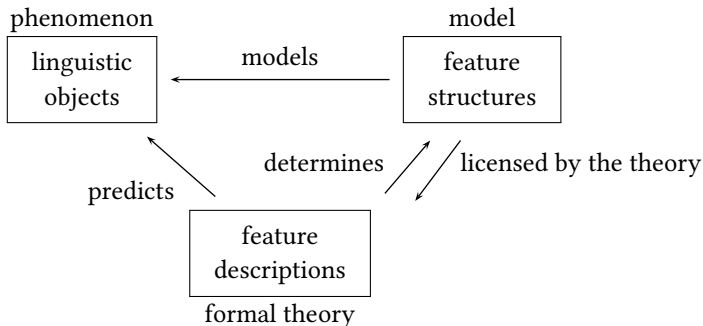 phenomenon
model
linguistic
objects
models
feature
structures
predicts
determines
licensed by the theory
feature
descriptions
formal theory